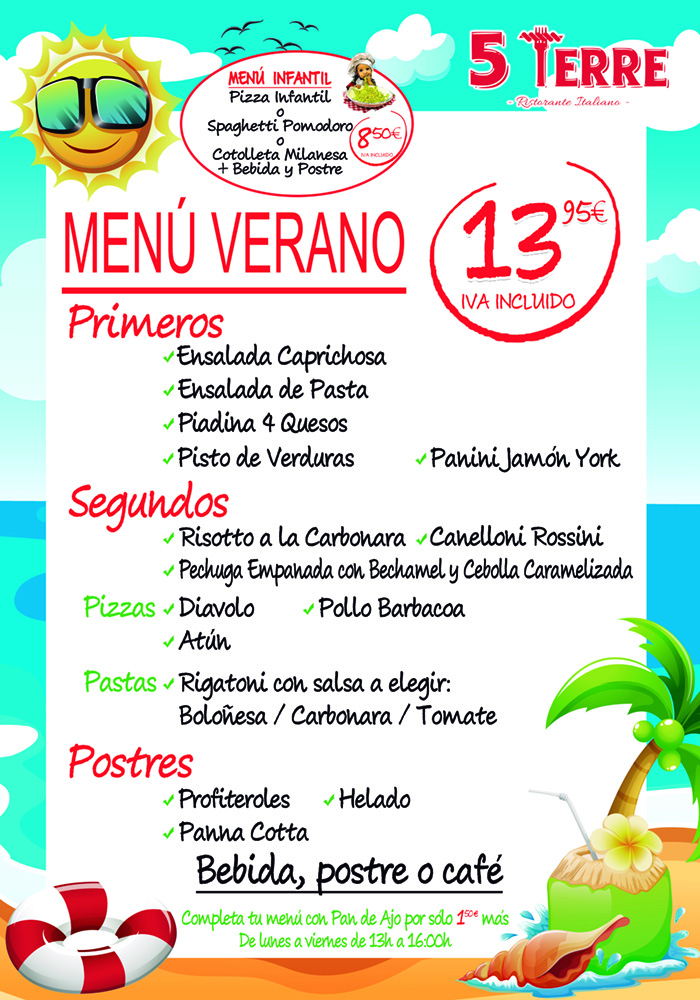 MENÚ INFANTIL
Pizza Infantil
o
Spaghetti Pomodoro
o
Cotolleta Milanesa
+ Bebida y Postre
8'50€
IVA INCLUIDO
5 TERRE
- Ristorante Italiano -
MENÚ VERANO
13'95€
IVA INCLUIDO
Primeros
Ensalada Caprichosa
Ensalada de Pasta
Piadina 4 Quesos
Pisto de Verduras
Panini Jamón York
Segundos
Risotto a la Carbonara
Canelloni Rossini
Pechuga Empanada con Bechamel y Cebolla Caramelizada
Pizzas
Diavolo
Pollo Barbacoa
Atún
Pastas
Rigatoni con salsa a elegir:
Boloñesa / Carbonara / Tomate
Postres
Profiteroles
Helado
Panna Cotta
Bebida, postre o café
Completa tu menú con Pan de Ajo por sólo 1'50€ más
De lunes a viernes de 13h a 16:00h